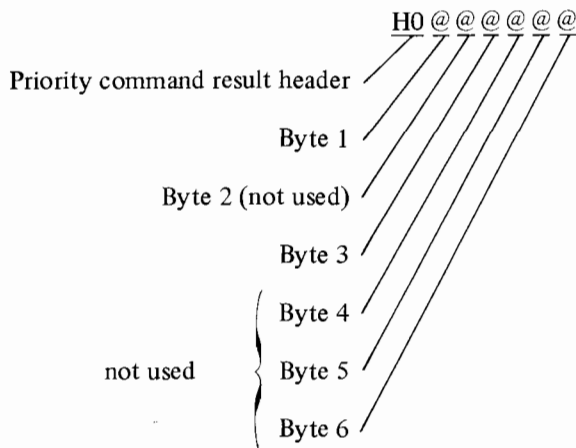 H0 @ @ @ @ @ @
Priority command result header
Byte 1
Byte 2 (not used)
Byte 3
Byte 4
not used
Byte 5
Byte 6